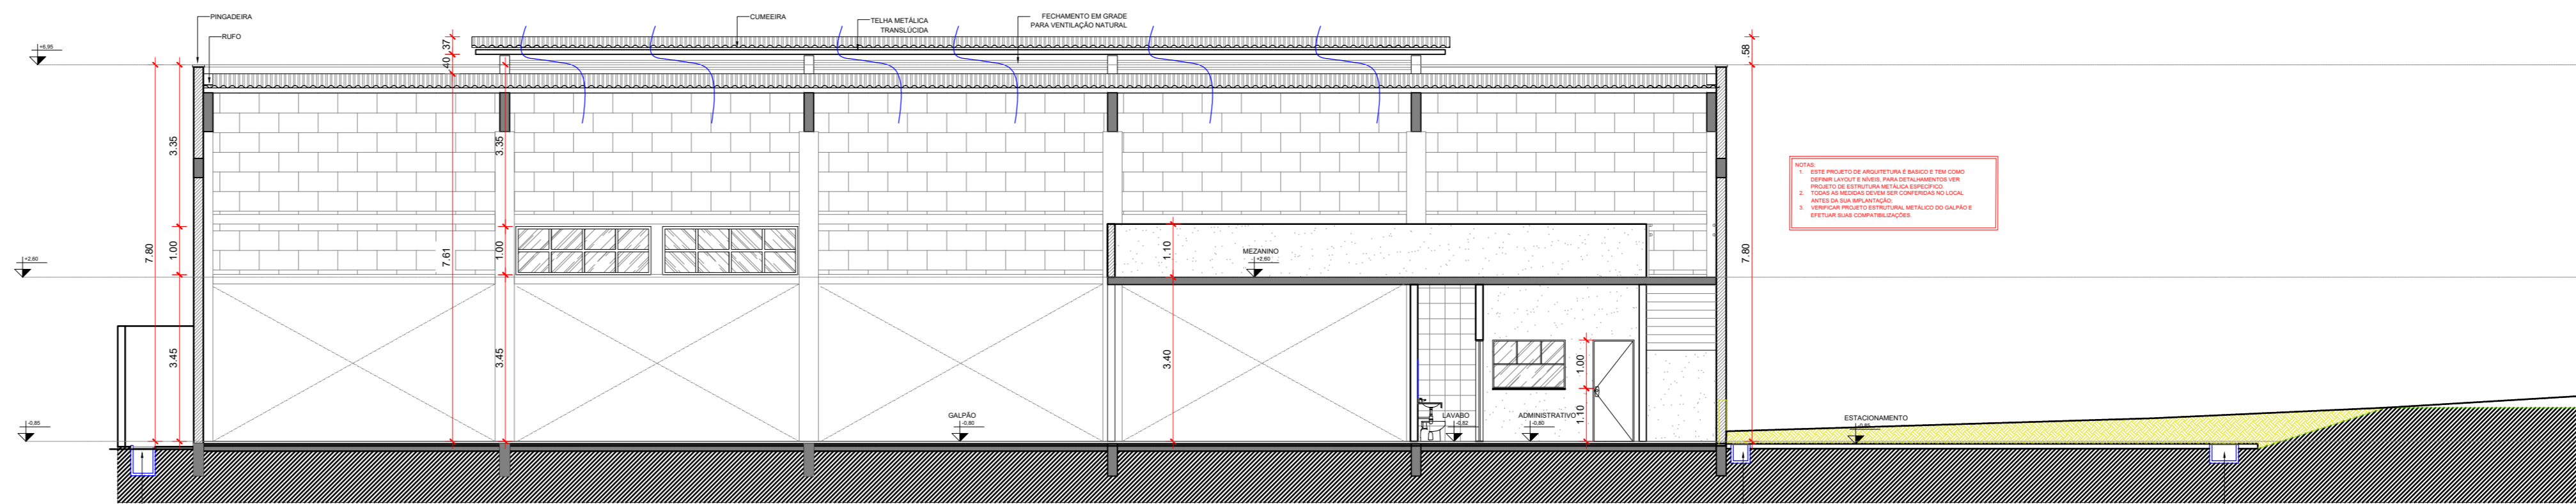 PINGADEIRA
RUFO
CUMEEIRA
TELHA METÁLICA
TRANSLÚCIDA
FECHAMENTO EM GRADE
PARA VENTILAÇÃO NATURAL
+6,95
37
40
.58
3.35
3.35
7.80
1.00
7.61
1.00
3.45
3.45
+2,60
-0,85
1.10
MEZANINO
+2,60
3.40
1.00
1.10
GALPÃO
-0,80
LAVABO
-0,82
ADMINISTRATIVO
-0,80
7.80
NOTAS:
1. ESTE PROJETO DE ARQUITETURA É BASICO E TEM COMO
DEFINIR LAYOUT E NÍVEIS, PARA DETALHAMENTOS VER
PROJETO DE ESTRUTURA METÁLICA ESPECÍFICO.
2. TODAS AS MEDIDAS DEVEM SER CONFERIDAS NO LOCAL
ANTES DA SUA IMPLANTAÇÃO;
3. VERIFICAR PROJETO ESTRUTURAL METÁLICO DO GALPÃO E
EFETUAR SUAS COMPATIBILIZAÇÕES.
ESTACIONAMENTO
-0,85